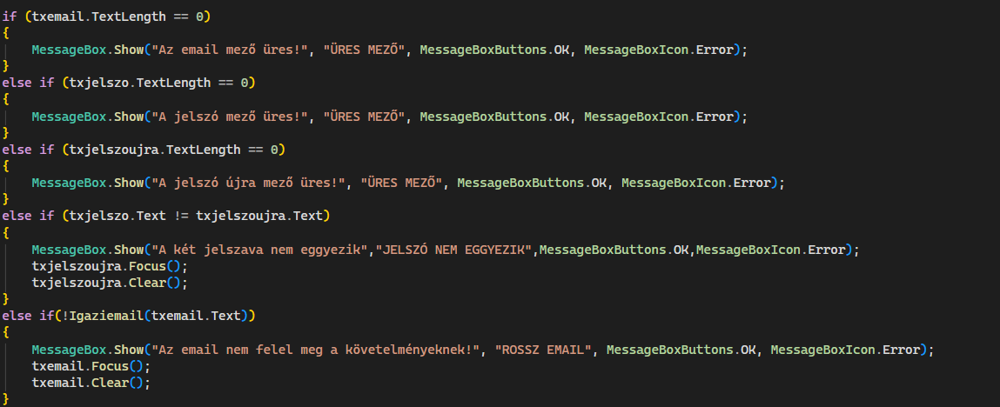 if (txemail.TextLength == 0)
{
    MessageBox.Show("Az email mező üres!", "ÜRES MEZŐ", MessageBoxButtons.OK, MessageBoxIcon.Error);
}
else if (txjelszo.TextLength == 0)
{
    MessageBox.Show("A jelszó mező üres!", "ÜRES MEZŐ", MessageBoxButtons.OK, MessageBoxIcon.Error);
}
else if (txjelszoujra.TextLength == 0)
{
    MessageBox.Show("A jelszó újra mező üres!", "ÜRES MEZŐ", MessageBoxButtons.OK, MessageBoxIcon.Error);
}
else if (txjelszo.Text != txjelszoujra.Text)
{
    MessageBox.Show("A két jelszava nem eggyezik","JELSZÓ NEM EGGYEZIK",MessageBoxButtons.OK,MessageBoxIcon.Error);
    txjelszoujra.Focus();
    txjelszoujra.Clear();
}
else if(!Igaziemail(txemail.Text))
{
    MessageBox.Show("Az email nem felel meg a követelményeknek!", "ROSSZ EMAIL", MessageBoxButtons.OK, MessageBoxIcon.Error);
    txemail.Focus();
    txemail.Clear();
}